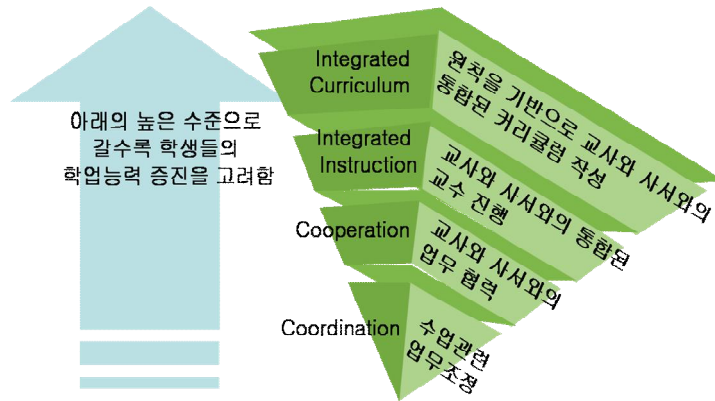 아래의 높은 수준으로
갈수록 학생들의
학업능력 증진을 고려함
Integrated
Curriculum
원칙을 기반으로 교사와 사서와의
통합된 커리큘럼 작성
Integrated
Instruction
교사와 사서와의 통합된
교수 진행
Cooperation
교사와 사서와의
업무 협력
Coordination
수업관련
업무조정